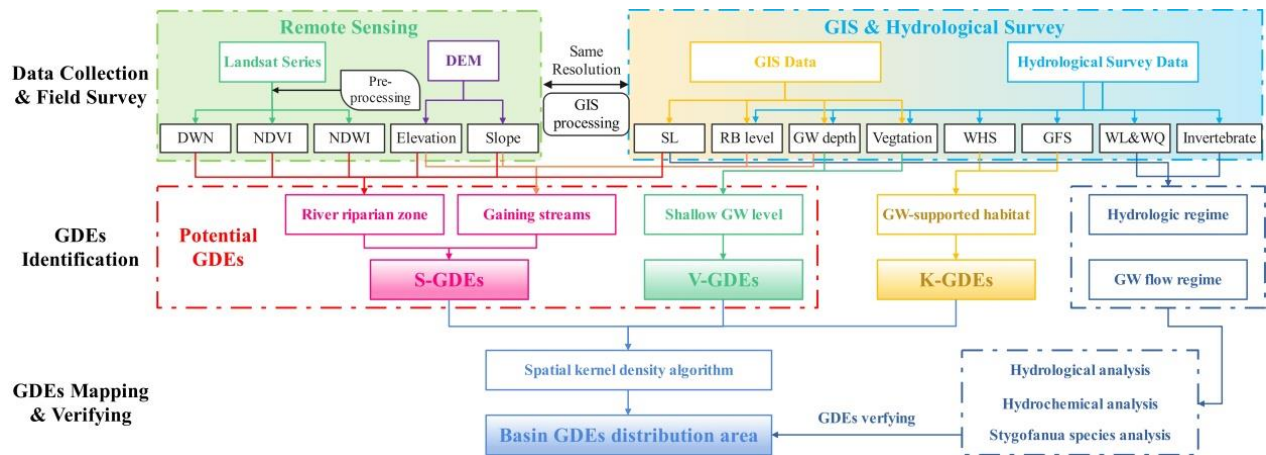 Remote Sensing
GIS & Hydrological Survey
Data Collection
& Field Survey
Landsat Series
DEM
Pre-
processing
Same
Resolution
GIS
processing
GIS Data
Hydrological Survey Data
DWN
NDVI
NDWI
Elevation
Slope
SL
RB level
GW depth
Vegtation
WHS
GFS
WL&WQ
Invertebrate
GDEs
Identification
Potential
GDEs
River riparian zone
Gaining streams
Shallow GW level
GW-supported habitat
Hydrologic regime
S-GDEs
V-GDEs
K-GDEs
GW flow regime
GDEs Mapping
& Verifying
Spatial kernel density algorithm
Basin GDEs distribution area
GDEs verfying
Hydrological analysis
Hydrochemical analysis
Stygofanua species analysis